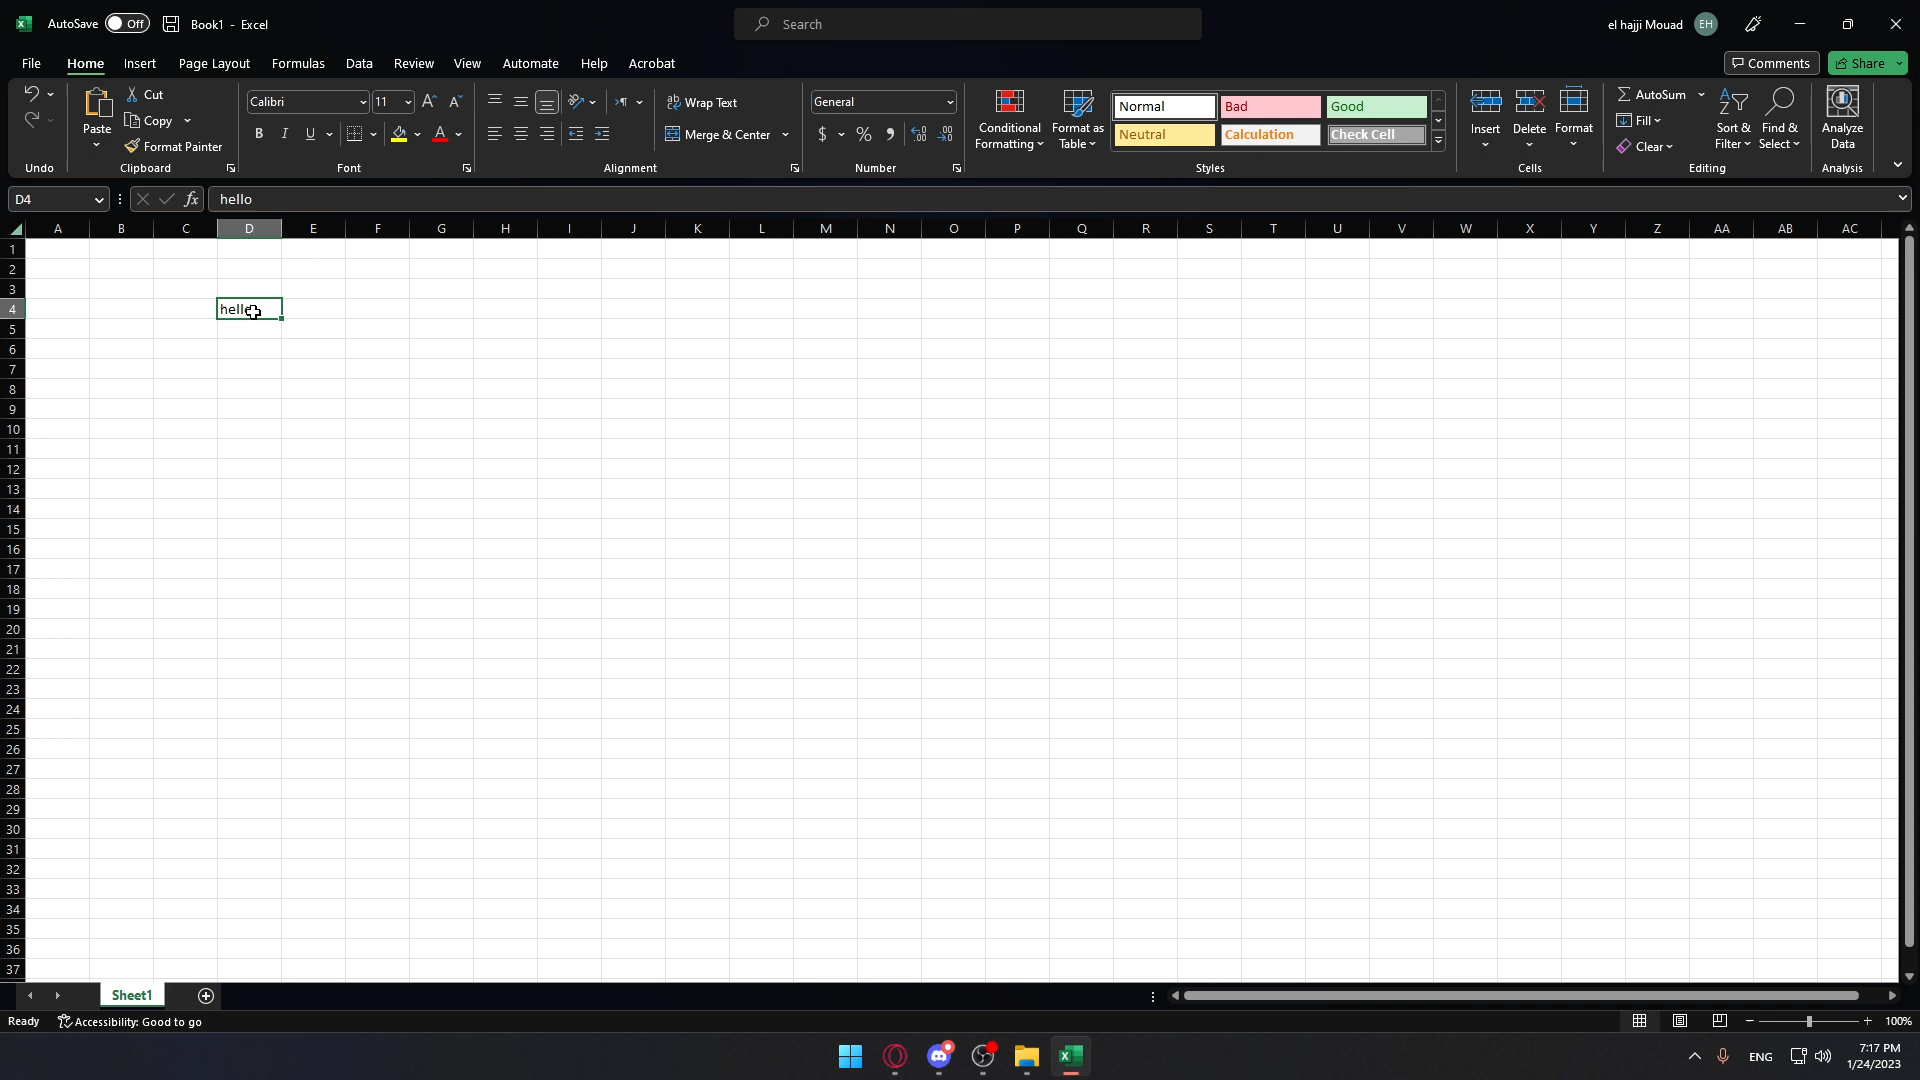 AutoSave Off Book1 - Excel Search el hajji Mouad EH
File Home Insert Page Layout Formulas Data Review View Automate Help Acrobat Comments Share
Undo
Paste Cut Copy Format Painter
Clipboard
Calibri 11
B I U A
Font
Wrap Text
Merge & Center
Alignment
General
$ % 9
Number
Conditional Formatting
Format as Table
Normal Bad Good
Neutral Calculation Check Cell
Styles
Insert Delete Format
Cells
AutoSum
Fill
Clear
Sort & Filter
Find & Select
Editing
Analyze Data
Analysis
D4 fx hello
A B C D E F G H I J K L M N O P Q R S T U V W X Y Z AA AB AC
1
2
3
4 hello
5
6
7
8
9
10
11
12
13
14
15
16
17
18
19
20
21
22
23
24
25
26
27
28
29
30
31
32
33
34
35
36
37
Sheet1
Ready Accessibility: Good to go 100%
ENG 7:17 PM
1/24/2023